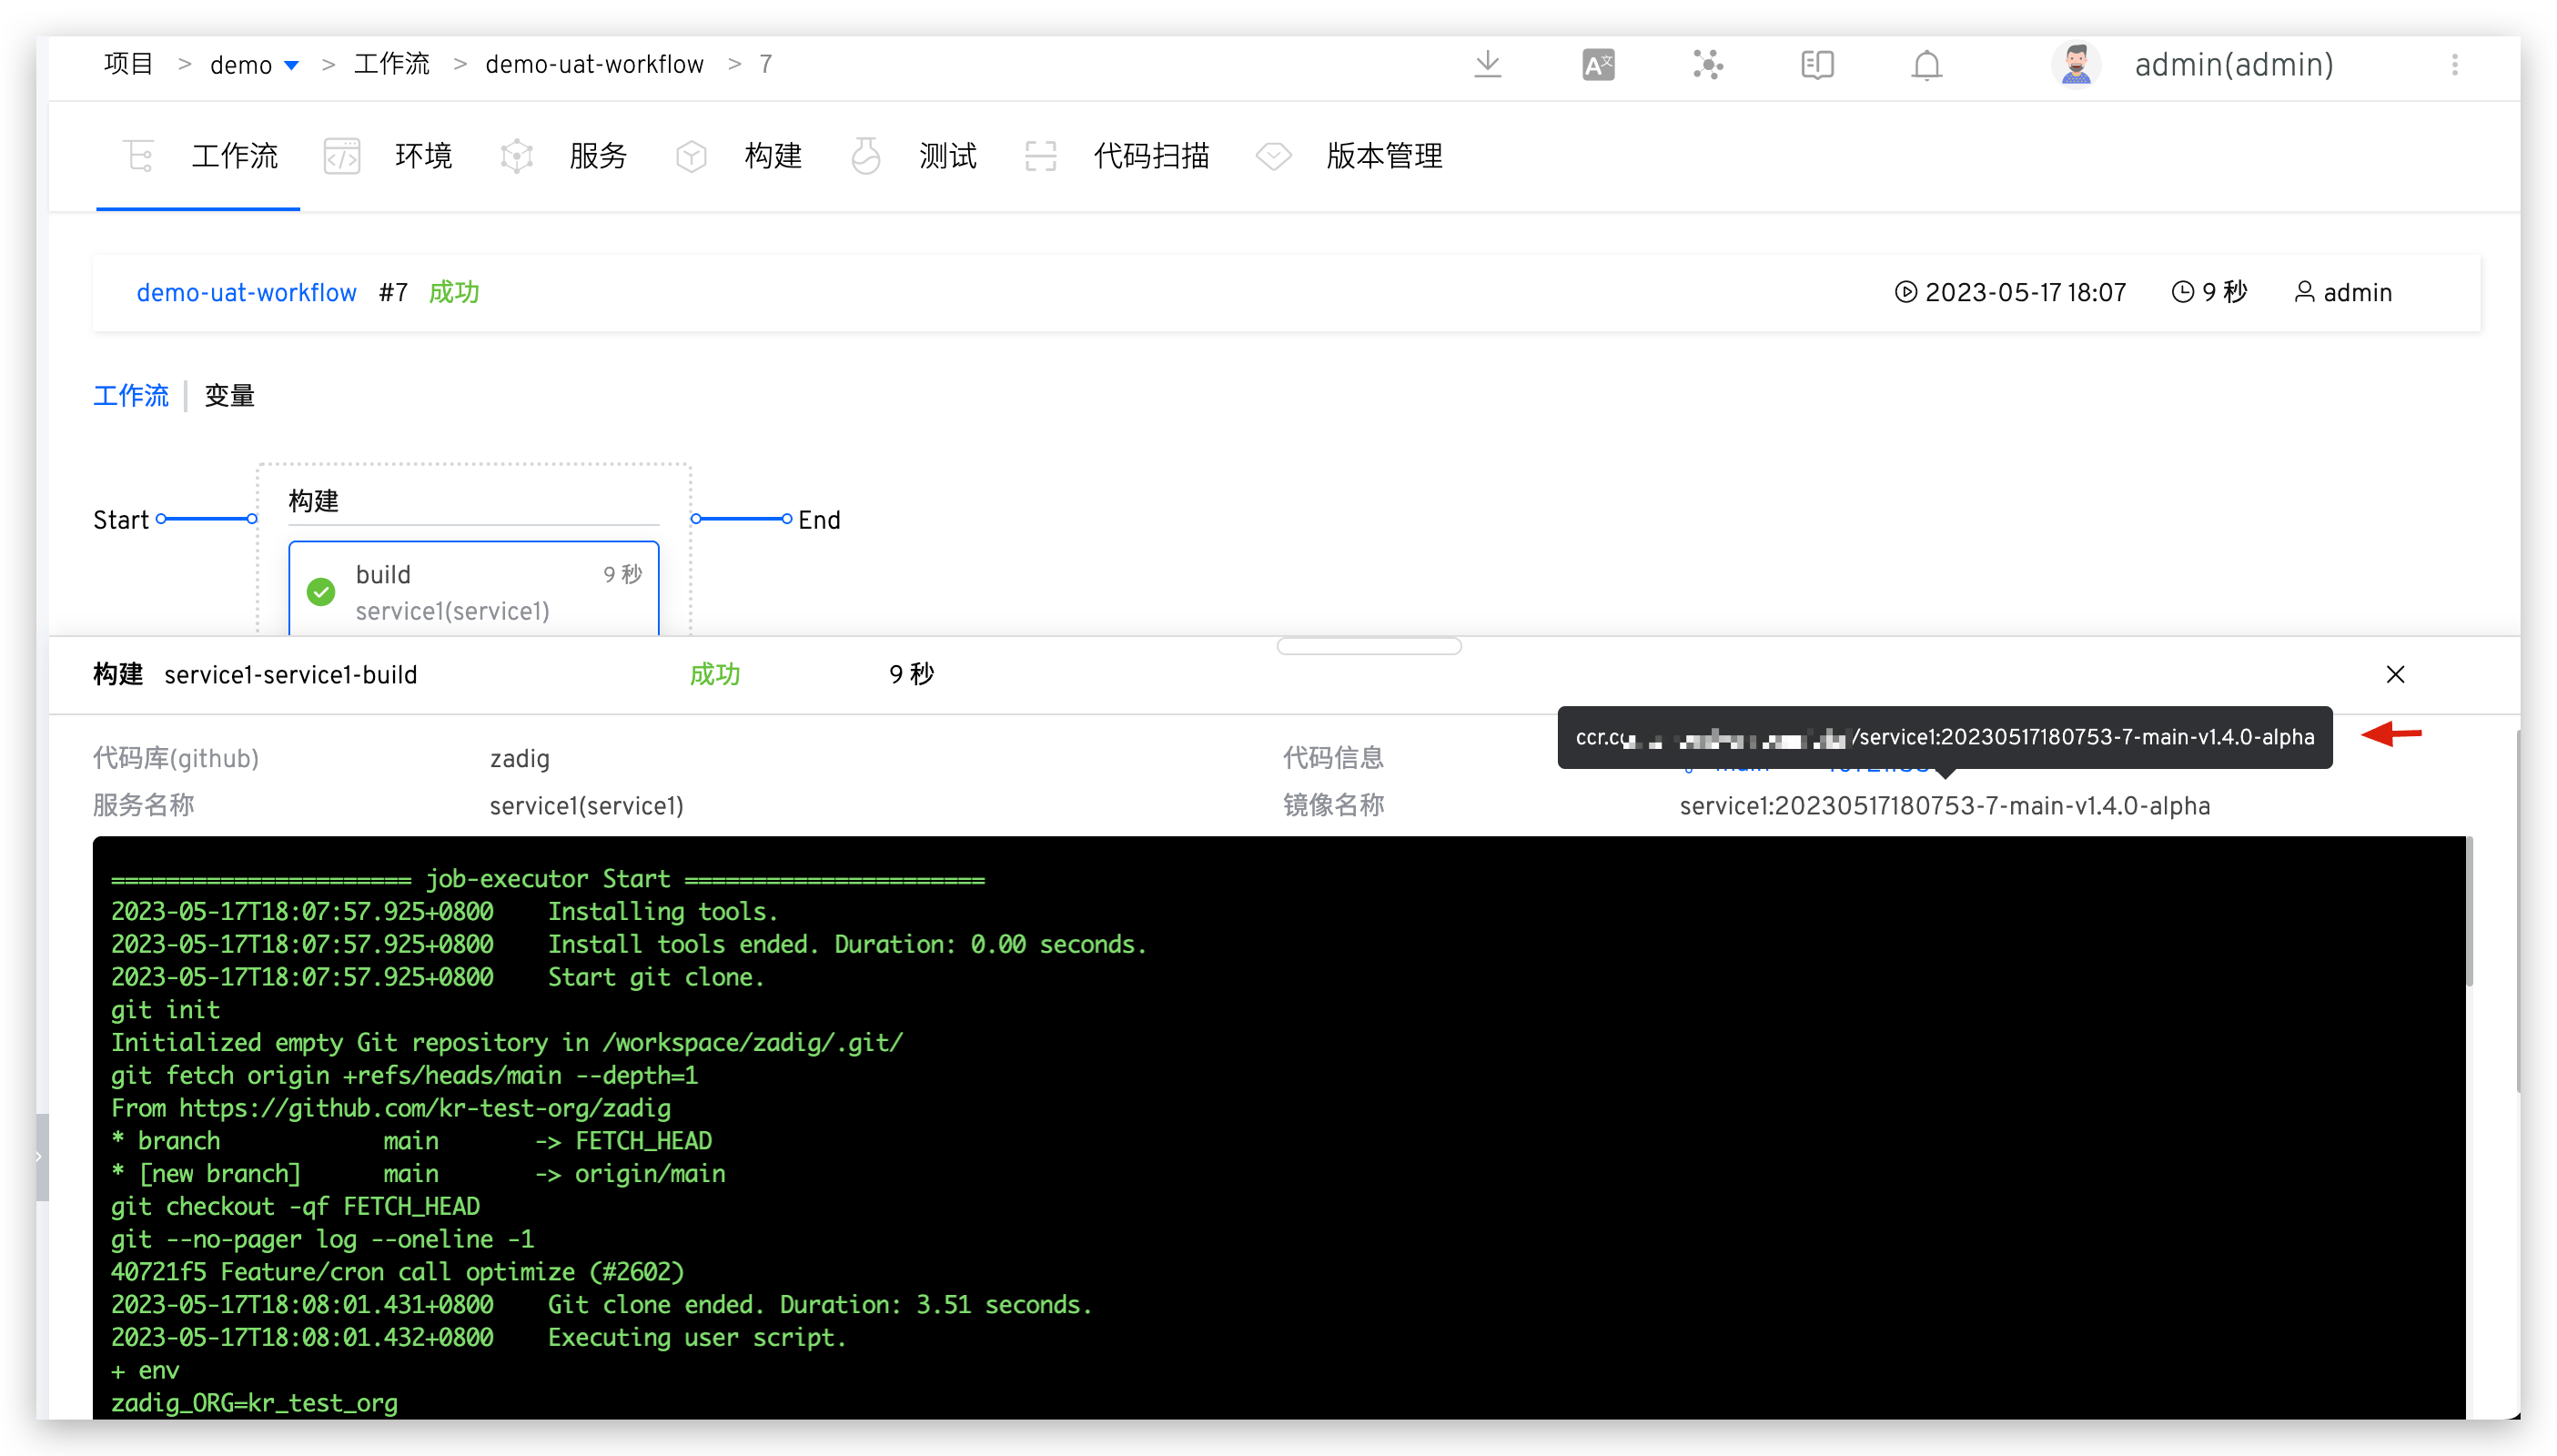 项目 > demo > 工作流 > demo-uat-workflow > 7
admin(admin)
工作流 环境 服务 构建 测试 代码扫描 版本管理
demo-uat-workflow #7 成功
2023-05-17 18:07 9 秒 admin
工作流 | 变量
Start
构建
End
build 9 秒
service1(service1)
构建 service1-service1-build 成功 9 秒
/service1:20230517180753-7-main-v1.4.0-alpha
代码库(github) zadig 代码信息
服务名称 service1(service1) 镜像名称 service1:20230517180753-7-main-v1.4.0-alpha
====================== job-executor Start ======================
2023-05-17T18:07:57.925+0800 Installing tools.
2023-05-17T18:07:57.925+0800 Install tools ended. Duration: 0.00 seconds.
2023-05-17T18:07:57.925+0800 Start git clone.
git init
Initialized empty Git repository in /workspace/zadig/.git/
git fetch origin +refs/heads/main --depth=1
From https://github.com/kr-test-org/zadig
* branch main -> FETCH_HEAD
* [new branch] main -> origin/main
git checkout -qf FETCH_HEAD
git --no-pager log --oneline -1
40721f5 Feature/cron call optimize (#2602)
2023-05-17T18:08:01.431+0800 Git clone ended. Duration: 3.51 seconds.
2023-05-17T18:08:01.432+0800 Executing user script.
+ env
zadig_ORG=kr_test_org